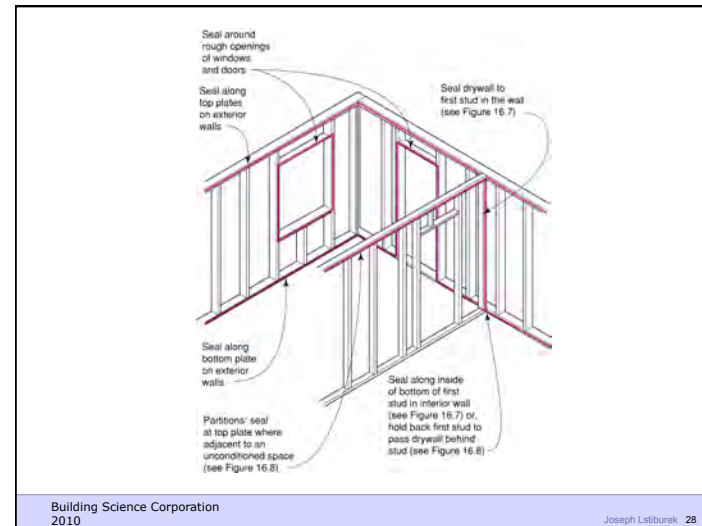 Seal around
rough openings
of windows
and doors
Seal along
top plates
on exterior
walls
Seal drywall to
first stud in the wall
(see Figure 16.7)
Seal along
bottom plate
on exterior
walls
Partitions' seal
at top plate where
adjacent to an
unconditioned space
(see Figure 16.8)
Seal along inside
of bottom of first
stud in interior wall
(see Figure 16.7) or,
hold back first stud to
pass drywall behind
stud (see Figure 16.8)
Building Science Corporation
2010
Joseph Lstiburek 28